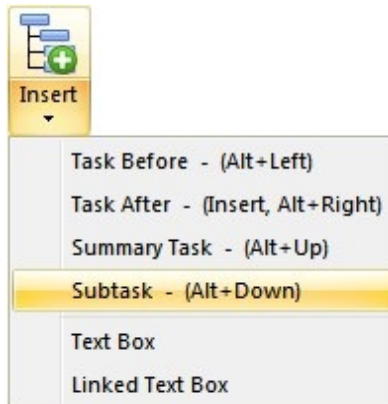 Insert
Task Before - (Alt+Left)
Task After - (Insert, Alt+Right)
Summary Task - (Alt+Up)
Subtask - (Alt+Down)
Text Box
Linked Text Box